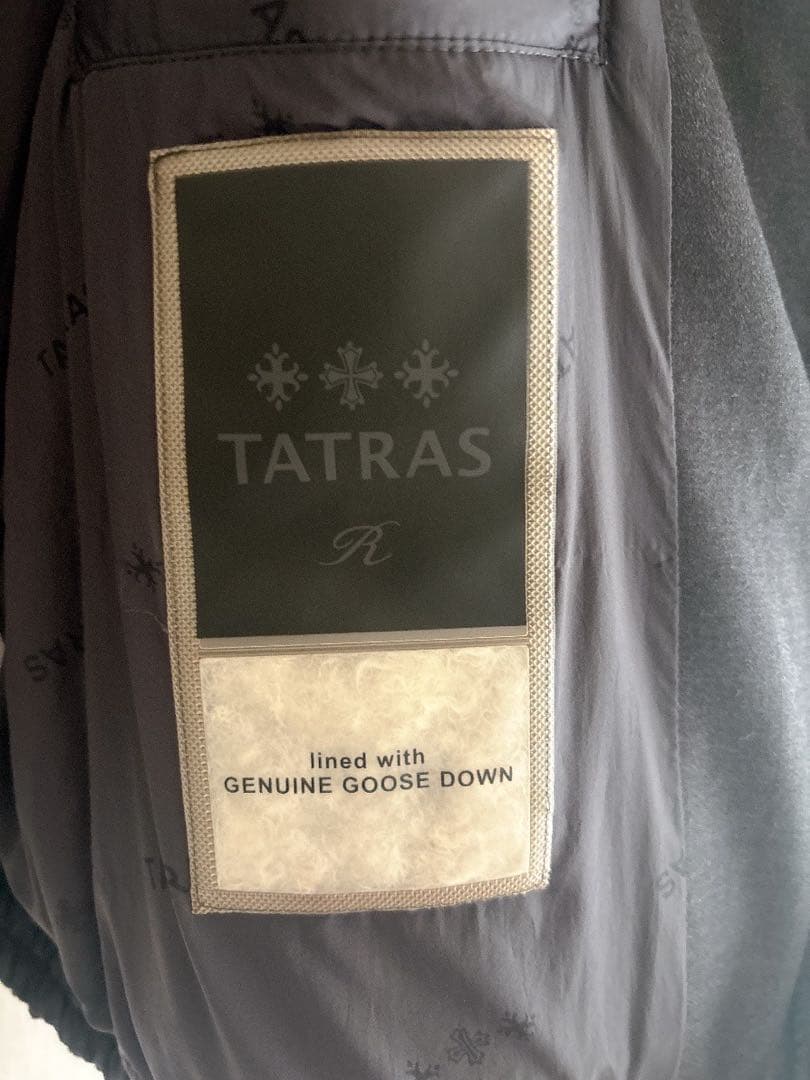 TATRAS
R
lined with
GENUINE GOOSE DOWN